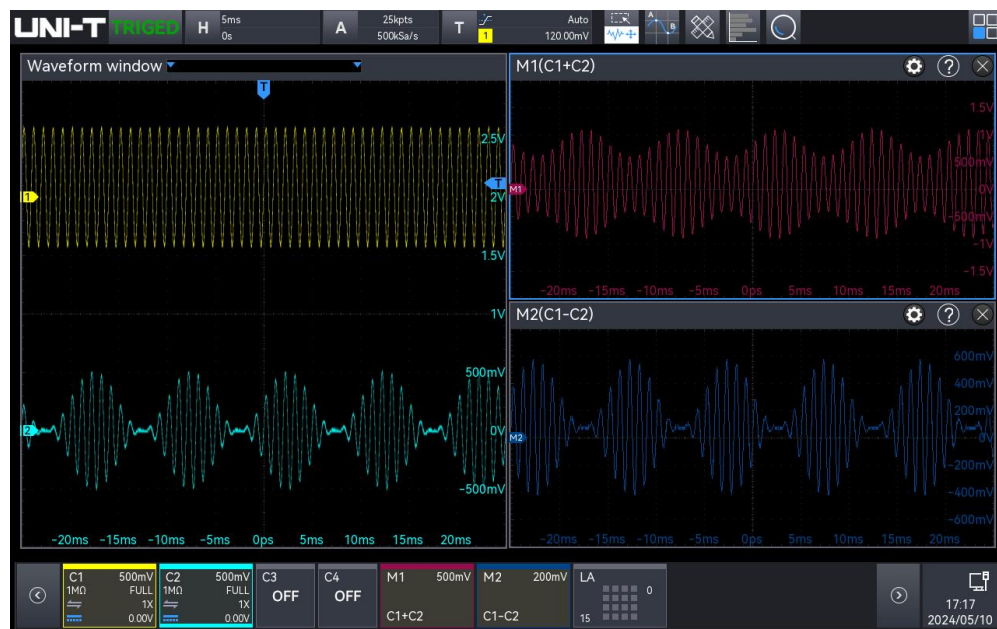 UNI-T TRIGED H 5ms 0s A 25kpts 500kSa/s T 1 Auto 120.00mV A B
Waveform window
T
2.5V
T
1
2V
1.5V
1V
500mV
2
0V
-500mV
-20ms -15ms -10ms -5ms 0ps 5ms 10ms 15ms 20ms
M1(C1+C2) ?
1.5V
1V
500mV
M1
0V
-500mV
-1V
-1.5V
-20ms -15ms -10ms -5ms 0ps 5ms 10ms 15ms 20ms
M2(C1-C2) ?
600mV
400mV
200mV
M2
0V
-200mV
-400mV
-600mV
-20ms -15ms -10ms -5ms 0ps 5ms 10ms 15ms 20ms
C1 500mV
1MΩ FULL
1X
0.00V
C2 500mV
1MΩ FULL
1X
0.00V
C3
OFF
C4
OFF
M1 500mV
C1+C2
M2 200mV
C1-C2
LA
0
15
17:17
2024/05/10